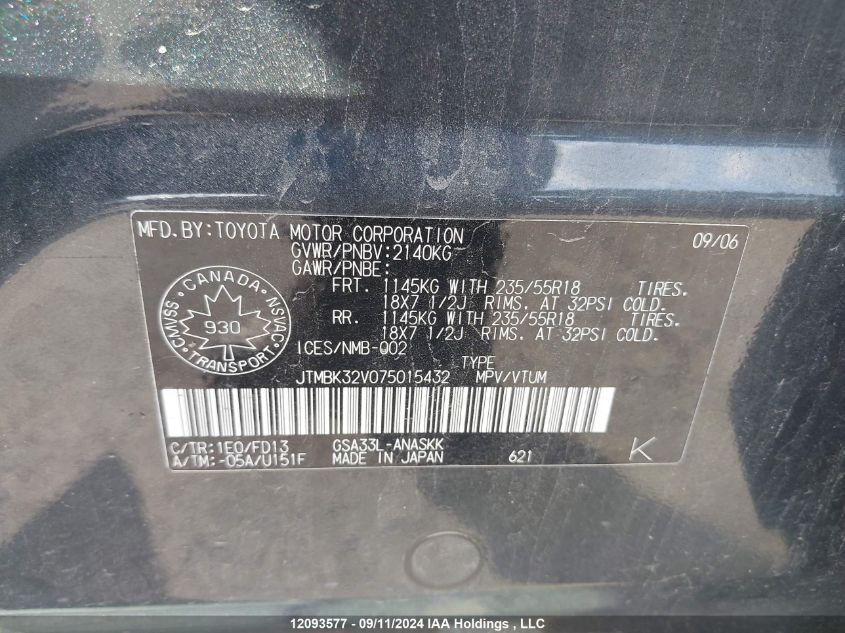 MFD.BY:TOYOTA MOTOR CORPORATION 09/06
GVWR/PNBV:2140KG
GAWR/PNBE:
FRT. 1145KG WITH 235/55R18 TIRES.
18X7 1/2J RIMS. AT 32PSI COLD.
RR. 1145KG WITH 235/55R18 TIRES.
18X7 1/2J RIMS. AT 32PSI COLD.
CANADA
CMVSS 930 NSVAC
TRANSPORT
ICES/NMB-002
TYPE
JTMBK32V075015432 MPV/VTUM
C/TR:1E0/FD13 GSA33L-ANASKK
A/TM:-05A/U151F MADE IN JAPAN 621 K
12093577 - 09/11/2024 IAA Holdings , LLC